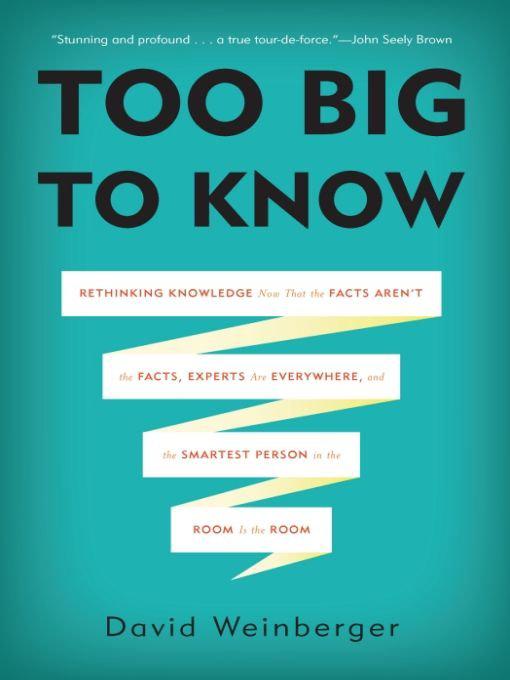 “Stunning and profound . . . a true tour-de-force.”—John Seely Brown
TOO BIG
TO KNOW
RETHINKING KNOWLEDGE Now That the FACTS AREN’T
the FACTS, EXPERTS Are EVERYWHERE, and
the SMARTEST PERSON in the
ROOM Is the ROOM
David Weinberger